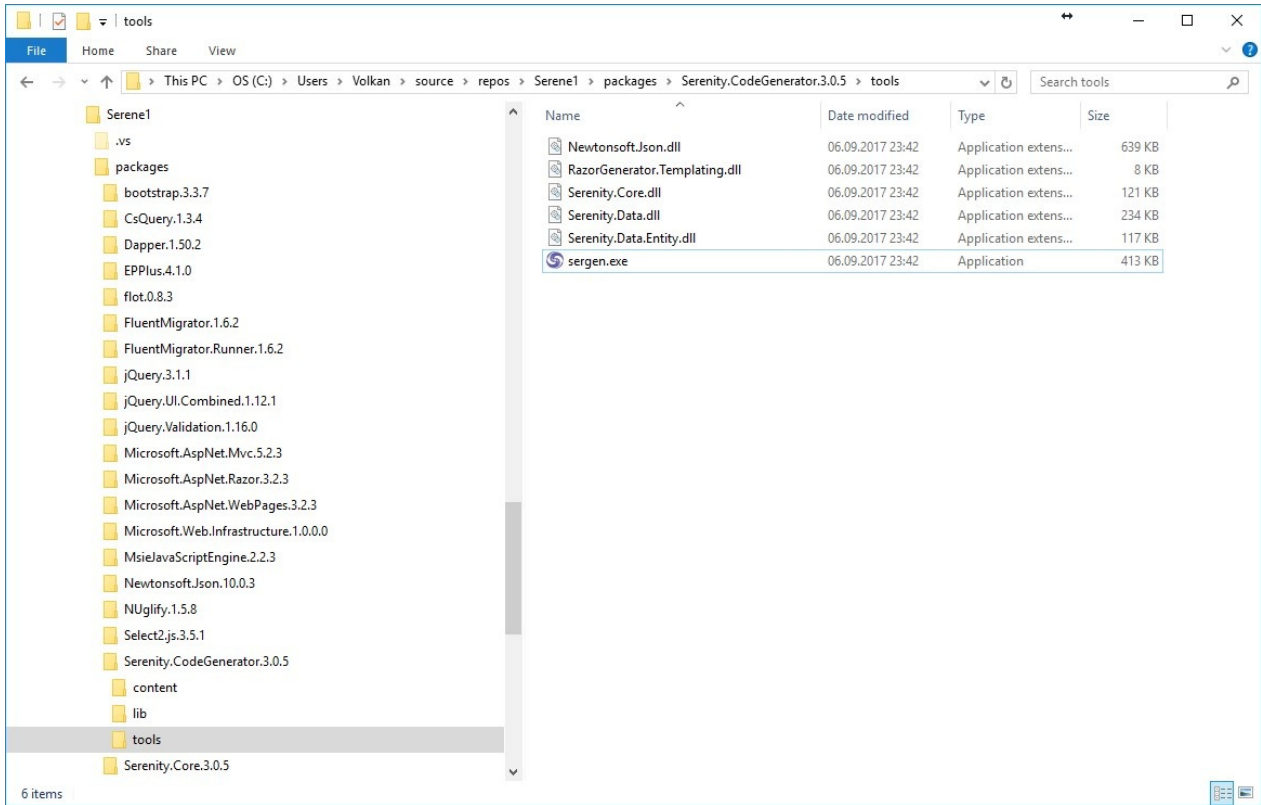 tools
File Home Share View
This PC > OS (C:) > Users > Volkan > source > repos > Serene1 > packages > Serenity.CodeGenerator.3.0.5 > tools Search tools
Serene1
.vs
packages
bootstrap.3.3.7
CsQuery.1.3.4
Dapper.1.50.2
EPPlus.4.1.0
flot.0.8.3
FluentMigrator.1.6.2
FluentMigrator.Runner.1.6.2
jQuery.3.1.1
jQuery.UI.Combined.1.12.1
jQuery.Validation.1.16.0
Microsoft.AspNet.Mvc.5.2.3
Microsoft.AspNet.Razor.3.2.3
Microsoft.AspNet.WebPages.3.2.3
Microsoft.Web.Infrastructure.1.0.0.0
MsieJavaScriptEngine.2.2.3
Newtonsoft.Json.10.0.3
NUglify.1.5.8
Select2.js.3.5.1
Serenity.CodeGenerator.3.0.5
content
lib
tools
Serenity.Core.3.0.5
Name Date modified Type Size
Newtonsoft.Json.dll 06.09.2017 23:42 Application extens... 639 KB
RazorGenerator.Templating.dll 06.09.2017 23:42 Application extens... 8 KB
Serenity.Core.dll 06.09.2017 23:42 Application extens... 121 KB
Serenity.Data.dll 06.09.2017 23:42 Application extens... 234 KB
Serenity.Data.Entity.dll 06.09.2017 23:42 Application extens... 117 KB
sergen.exe 06.09.2017 23:42 Application 413 KB
6 items